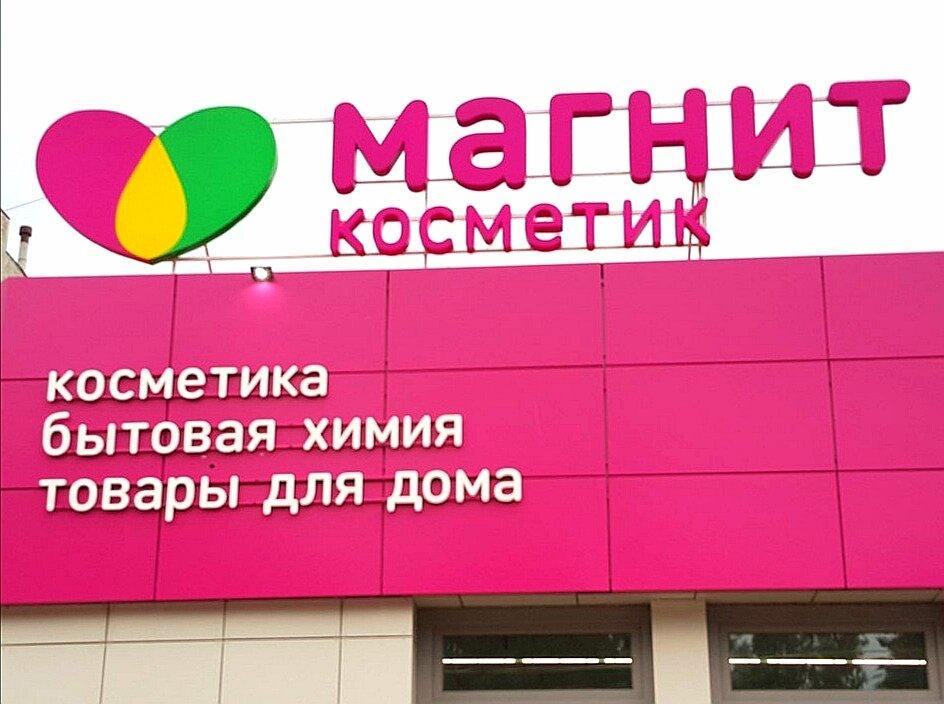 магнит
косметик
косметика
бытовая химия
товары для дома